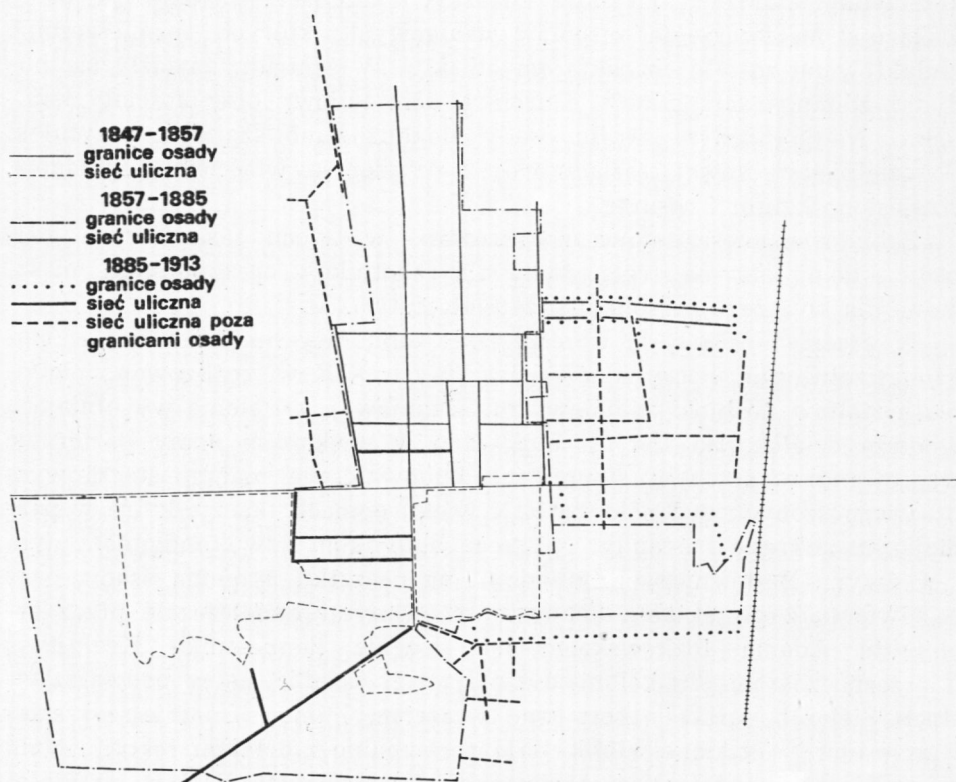 1847-1857
granice osady
sieć uliczna
1857-1885
granice osady
sieć uliczna
1885-1913
granice osady
sieć uliczna
sieć uliczna poza
granicami osady